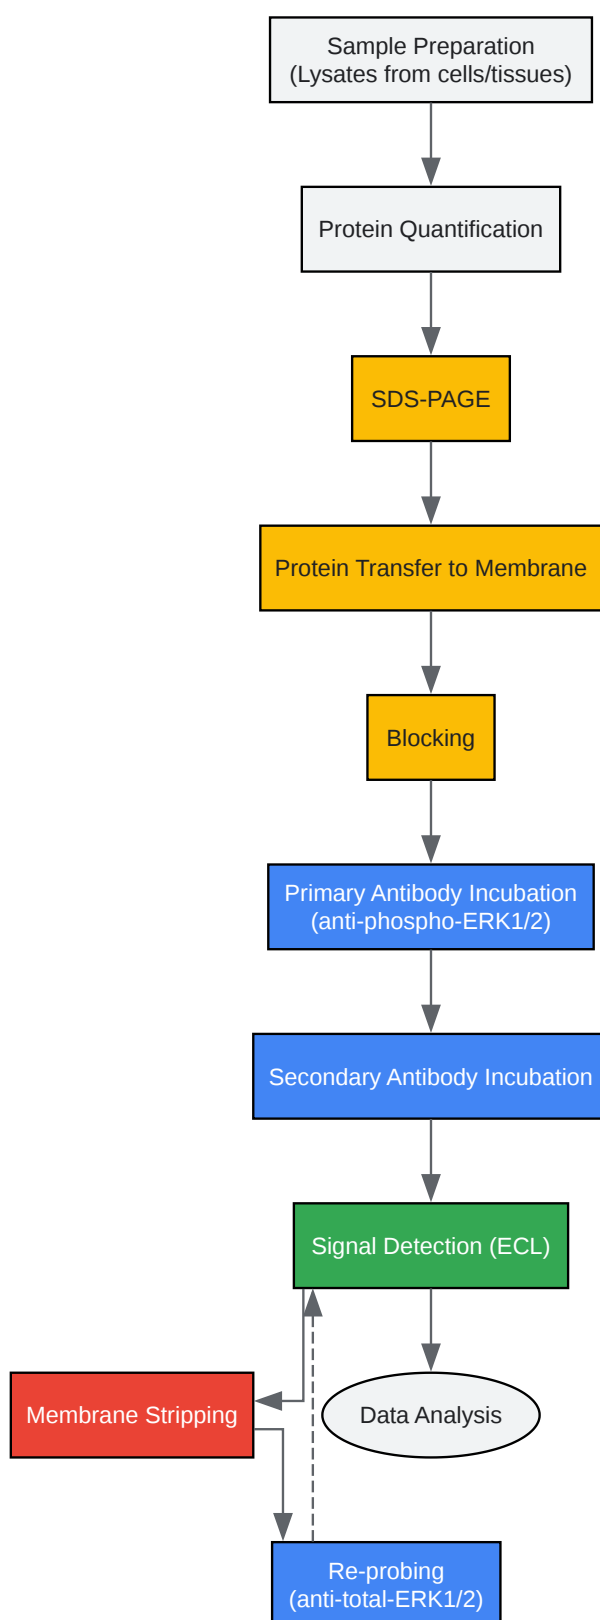 Sample Preparation
(Lysates from cells/tissues)
Protein Quantification
SDS-PAGE
Protein Transfer to Membrane
Blocking
Primary Antibody Incubation
(anti-phospho-ERK1/2)
Secondary Antibody Incubation
Signal Detection (ECL)
Membrane Stripping
Data Analysis
Re-probing
(anti-total-ERK1/2)